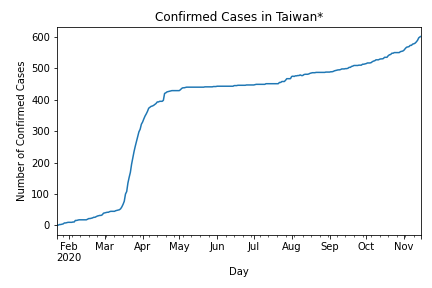 Confirmed Cases in Taiwan*
600
500
400
300
200
100
0
Number of Confirmed Cases
Feb Mar Apr May Jun Jul Aug Sep Oct Nov
2020
Day